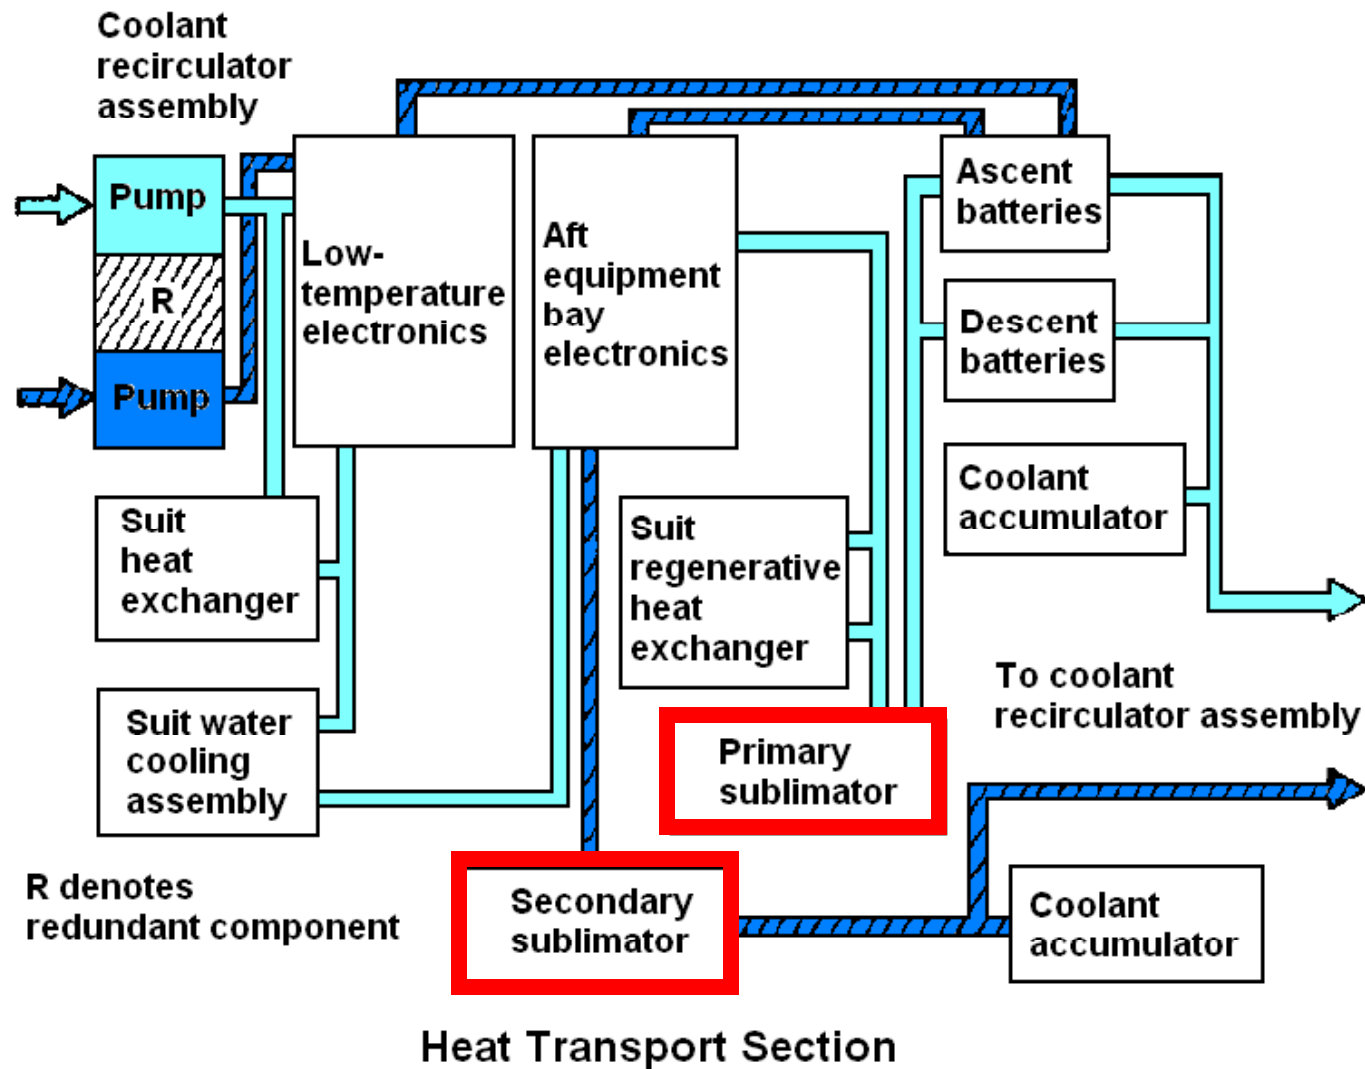 Coolant
recirculator
assembly
Pump
R
Pump
Low-
temperature
electronics
Aft
equipment
bay
electronics
Ascent
batteries
Descent
batteries
Coolant
accumulator
Suit
heat
exchanger
Suit
regenerative
heat
exchanger
Suit water
cooling
assembly
To coolant
recirculator assembly
Primary
sublimator
R denotes
redundant component
Secondary
sublimator
Coolant
accumulator
Heat Transport Section